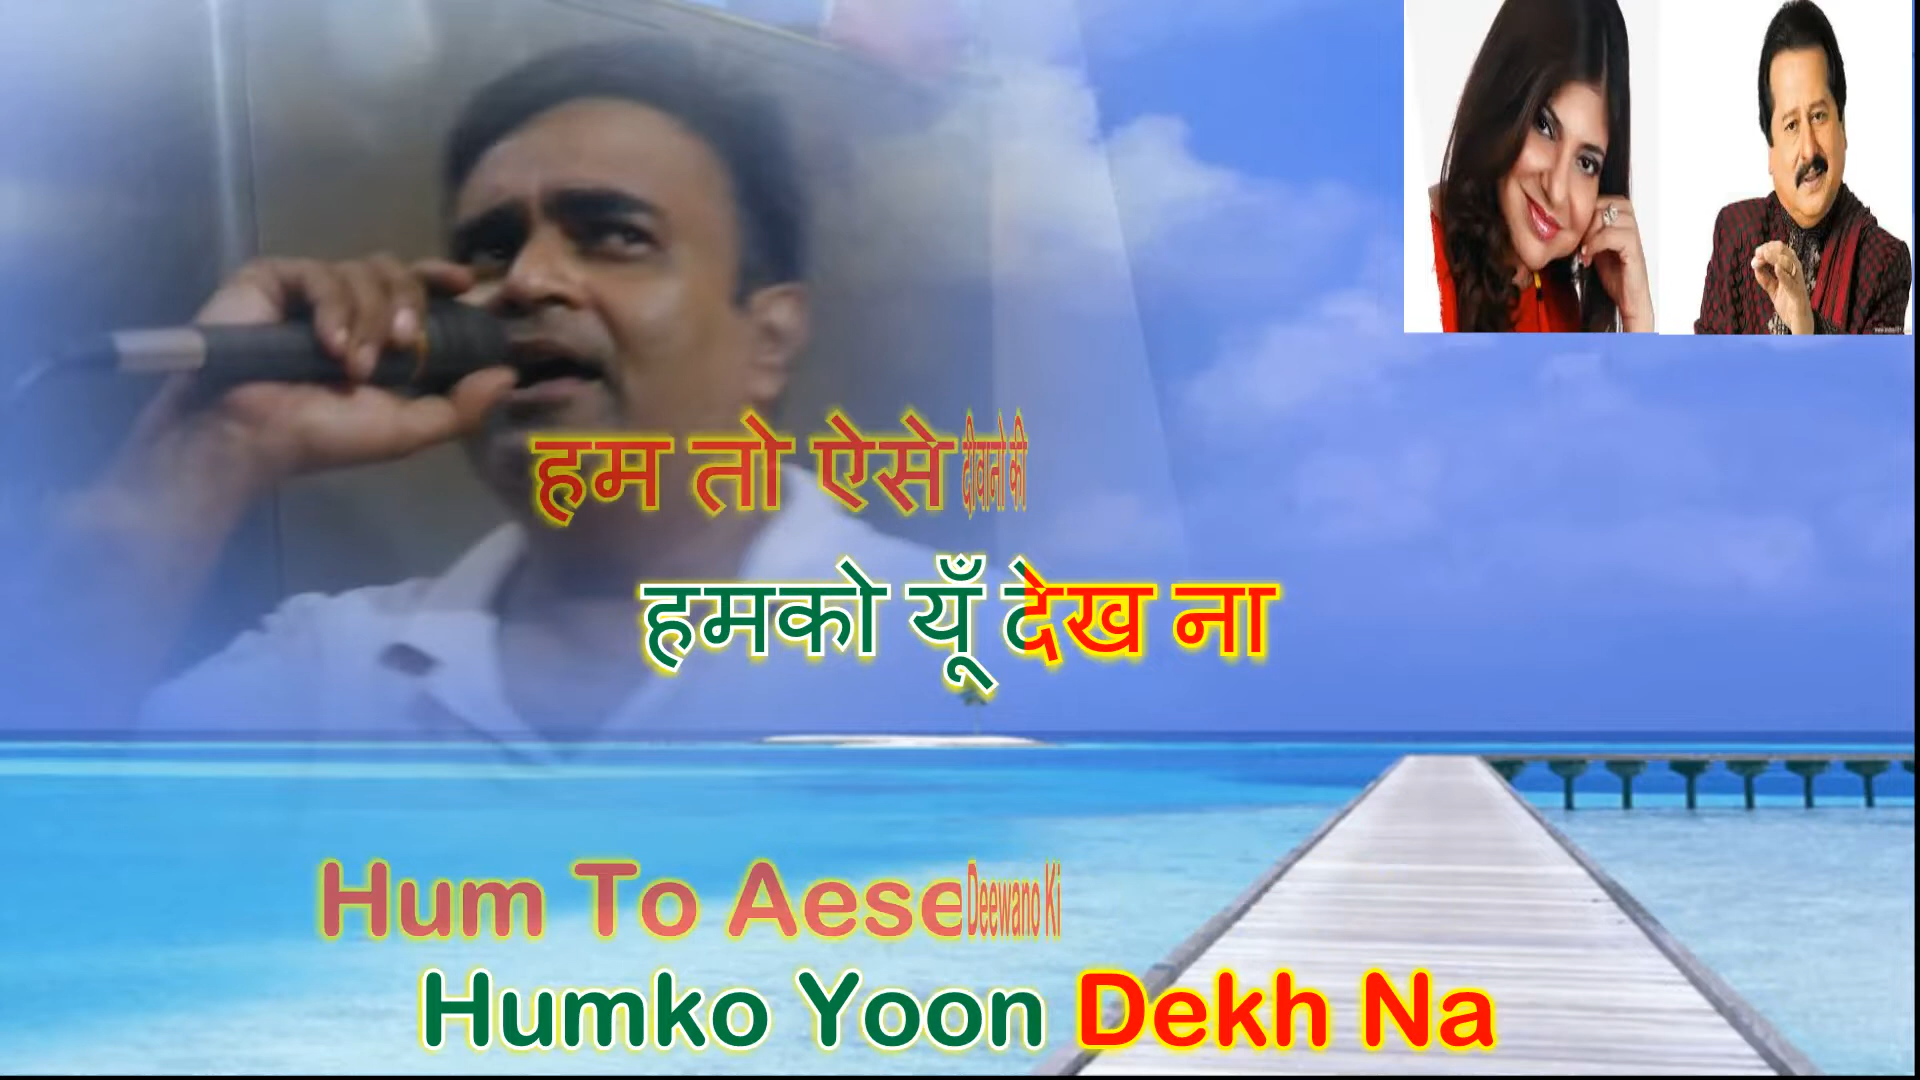 हम तो ऐसे दीवानो की
हमको यूँ देख ना
Hum To Aese Deewano Ki
Humko Yoon Dekh Na